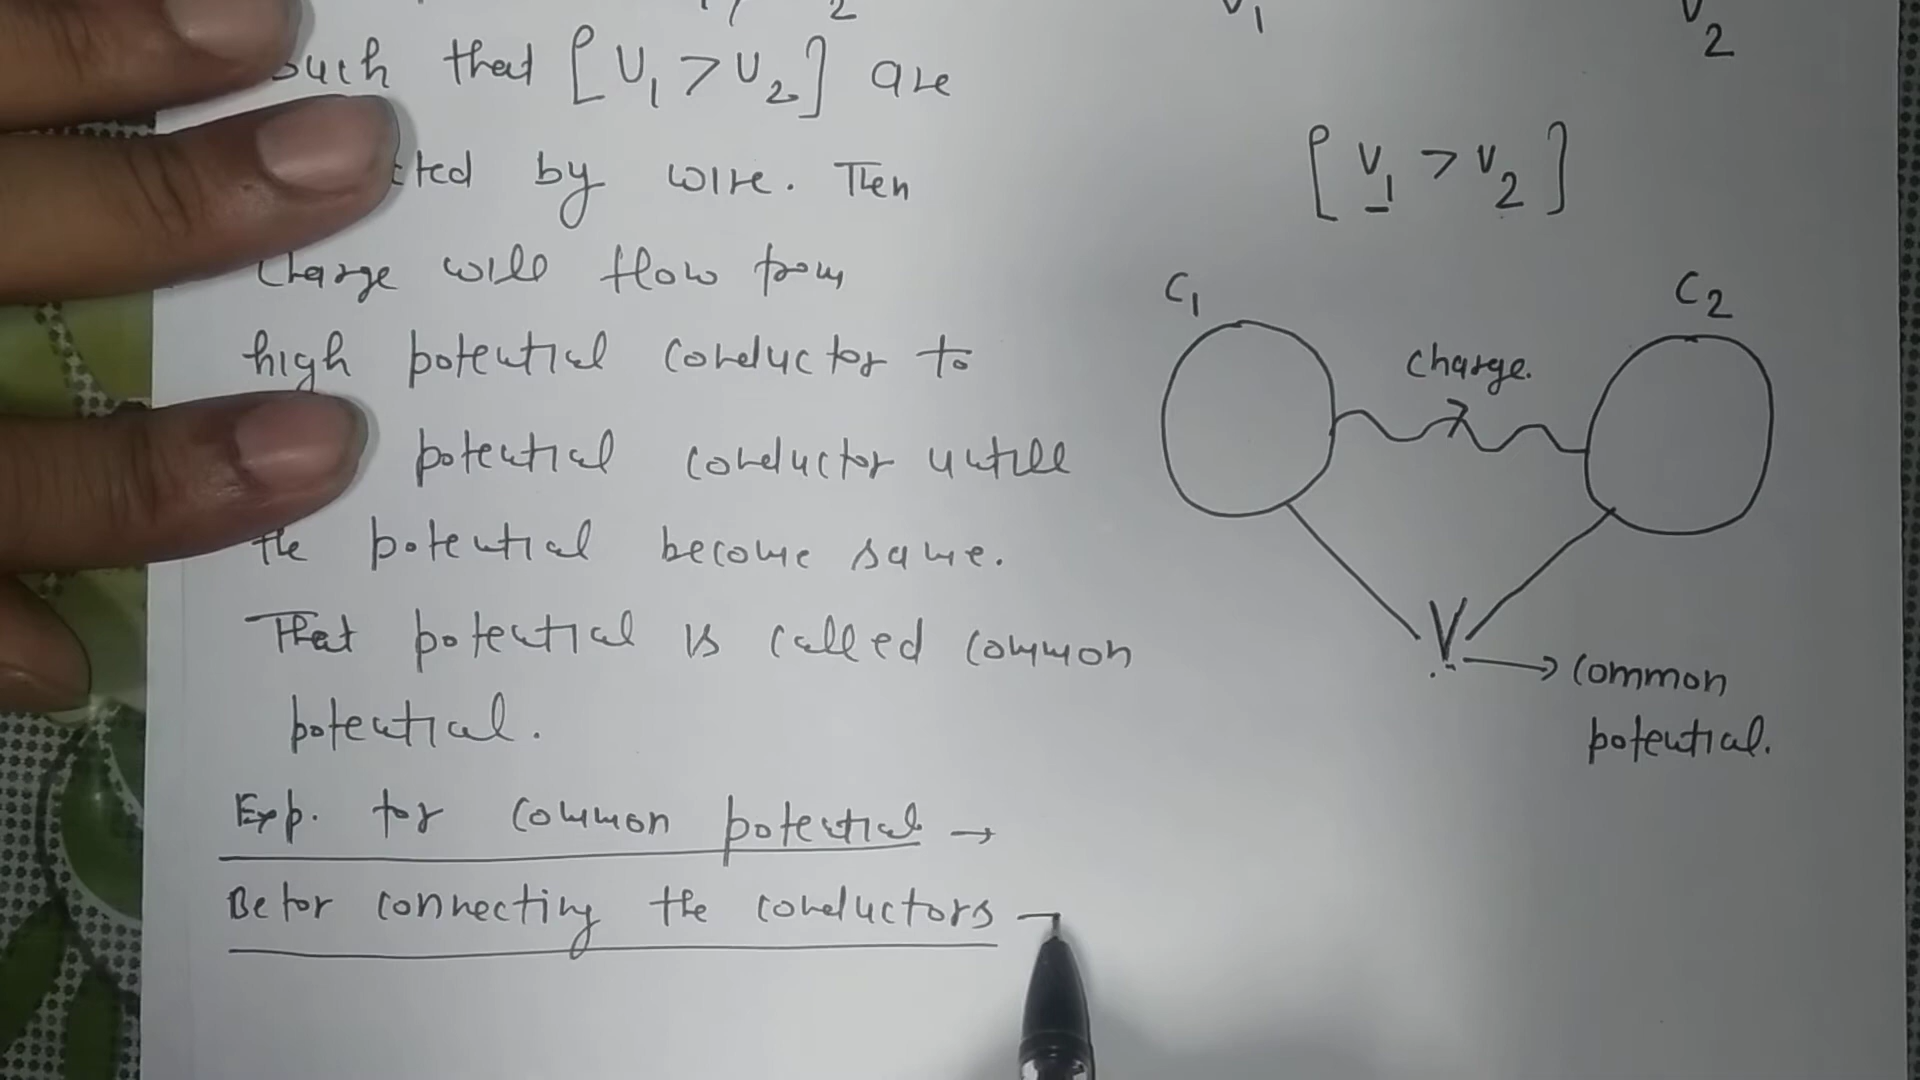 such that [V1 > V2] are
by wire. Then
charge will flow from
high potential conductor to
potential conductor untill
the potential become same.
That potential is called common
potential.
Exp. for common potential →
Befor connecting the conductors →
V1 V2
[V1 > V2]
C1 C2
charge.
V → common
potential.